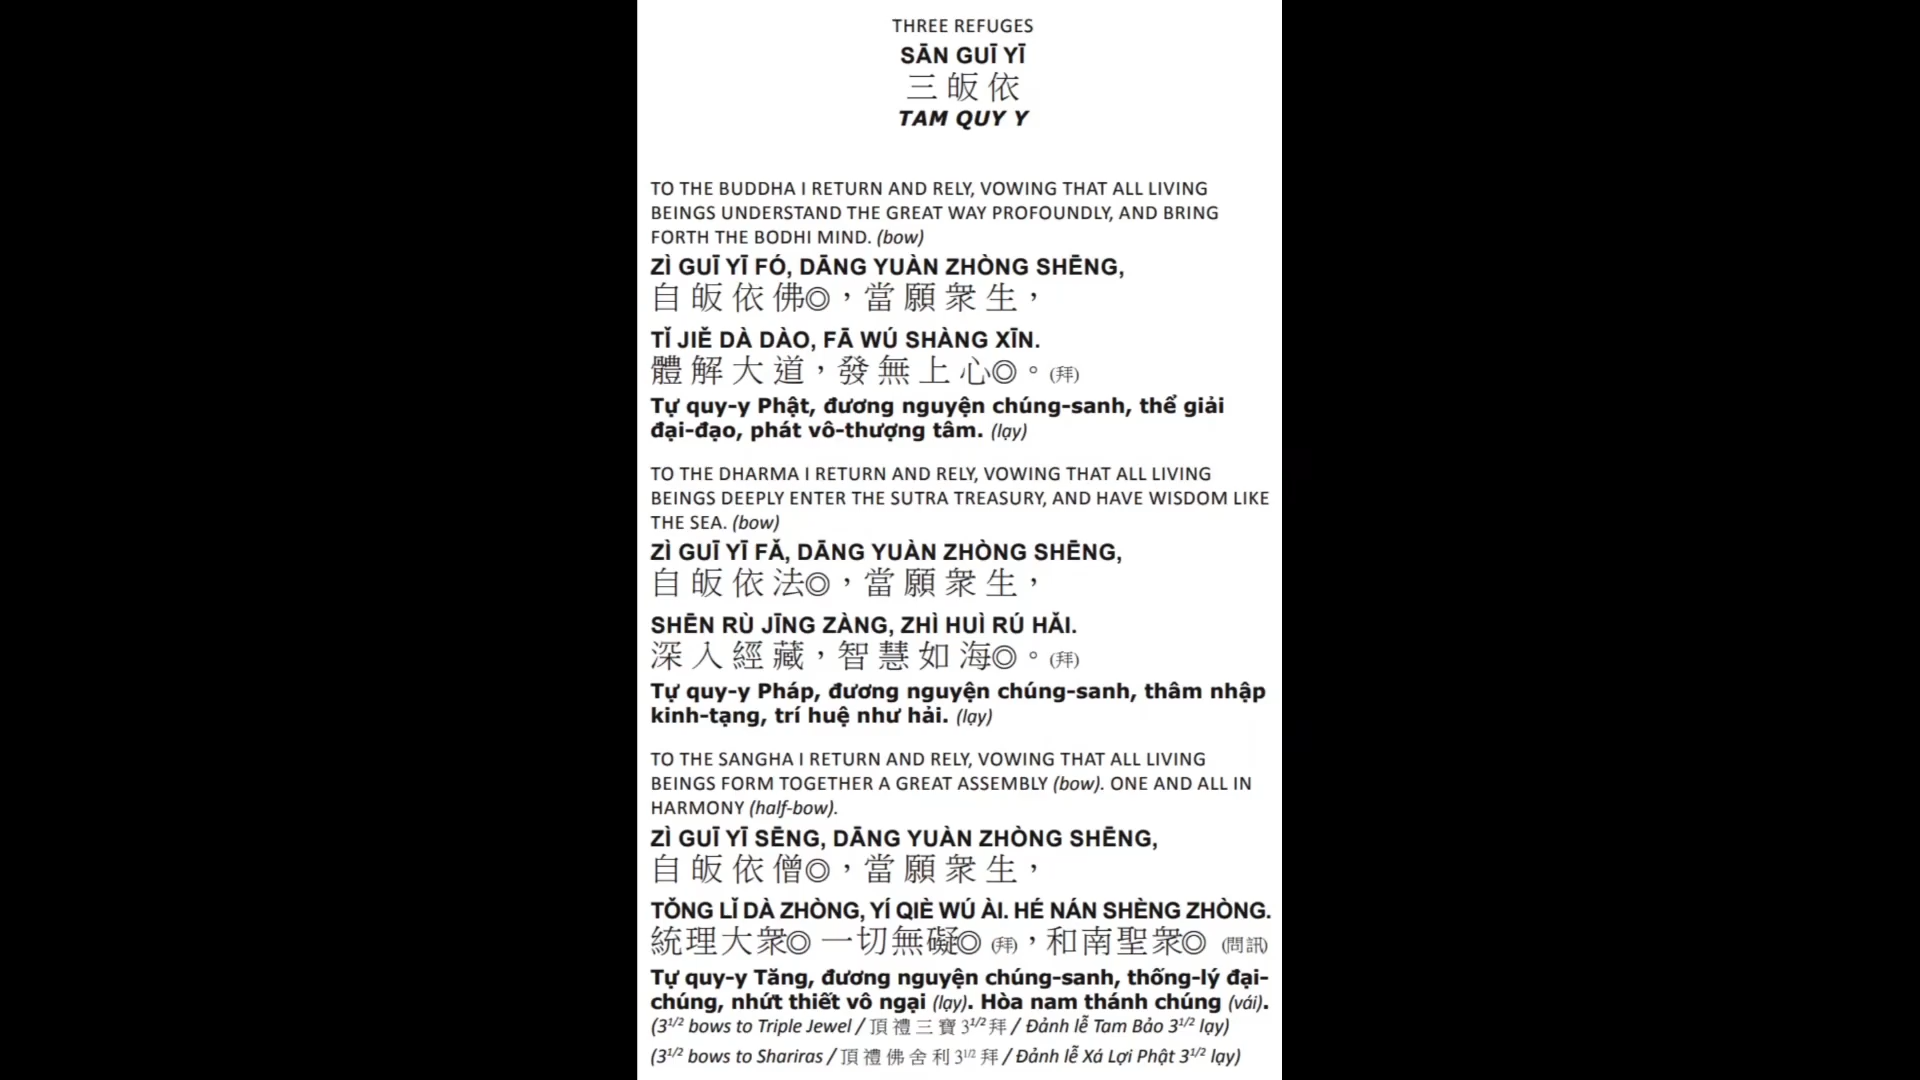 THREE REFUGES
SĀN GUĪ YĪ
三皈依
TAM QUY Y
TO THE BUDDHA I RETURN AND RELY, VOWING THAT ALL LIVING
BEINGS UNDERSTAND THE GREAT WAY PROFOUNDLY, AND BRING
FORTH THE BODHI MIND. (bow)
ZÌ GUĪ YĪ FÓ, DĀNG YUÀN ZHÒNG SHĒNG,
自皈依佛◎，當願衆生，
TǏ JIĚ DÀ DÀO, FĀ WÚ SHÀNG XĪN.
體解大道，發無上心◎。(拜)
Tự quy-y Phật, đương nguyện chúng-sanh, thể giải
đại-đạo, phát vô-thượng tâm. (lạy)
TO THE DHARMA I RETURN AND RELY, VOWING THAT ALL LIVING
BEINGS DEEPLY ENTER THE SUTRA TREASURY, AND HAVE WISDOM LIKE
THE SEA. (bow)
ZÌ GUĪ YĪ FǍ, DĀNG YUÀN ZHÒNG SHĒNG,
自皈依法◎，當願衆生，
SHĒN RÙ JĪNG ZÀNG, ZHÌ HUÌ RÚ HǍI.
深入經藏，智慧如海◎。(拜)
Tự quy-y Pháp, đương nguyện chúng-sanh, thâm nhập
kinh-tạng, trí huệ như hải. (lạy)
TO THE SANGHA I RETURN AND RELY, VOWING THAT ALL LIVING
BEINGS FORM TOGETHER A GREAT ASSEMBLY (bow). ONE AND ALL IN
HARMONY (half-bow).
ZÌ GUĪ YĪ SĒNG, DĀNG YUÀN ZHÒNG SHĒNG,
自皈依僧◎，當願衆生，
TǑNG LǏ DÀ ZHÒNG, YÍ QIÈ WÚ ÀI. HÉ NÁN SHÈNG ZHÒNG.
統理大衆◎ 一切無礙◎ (拜)，和南聖衆◎ (問訊)
Tự quy-y Tăng, đương nguyện chúng-sanh, thống-lý đại-
chúng, nhứt thiết vô ngại (lạy). Hòa nam thánh chúng (vái).
(3 1/2 bows to Triple Jewel / 頂禮三寶 3 1/2 拜 / Đảnh lễ Tam Bảo 3 1/2 lạy)
(3 1/2 bows to Shariras / 頂禮佛舍利 3 1/2 拜 / Đảnh lễ Xá Lợi Phật 3 1/2 lạy)